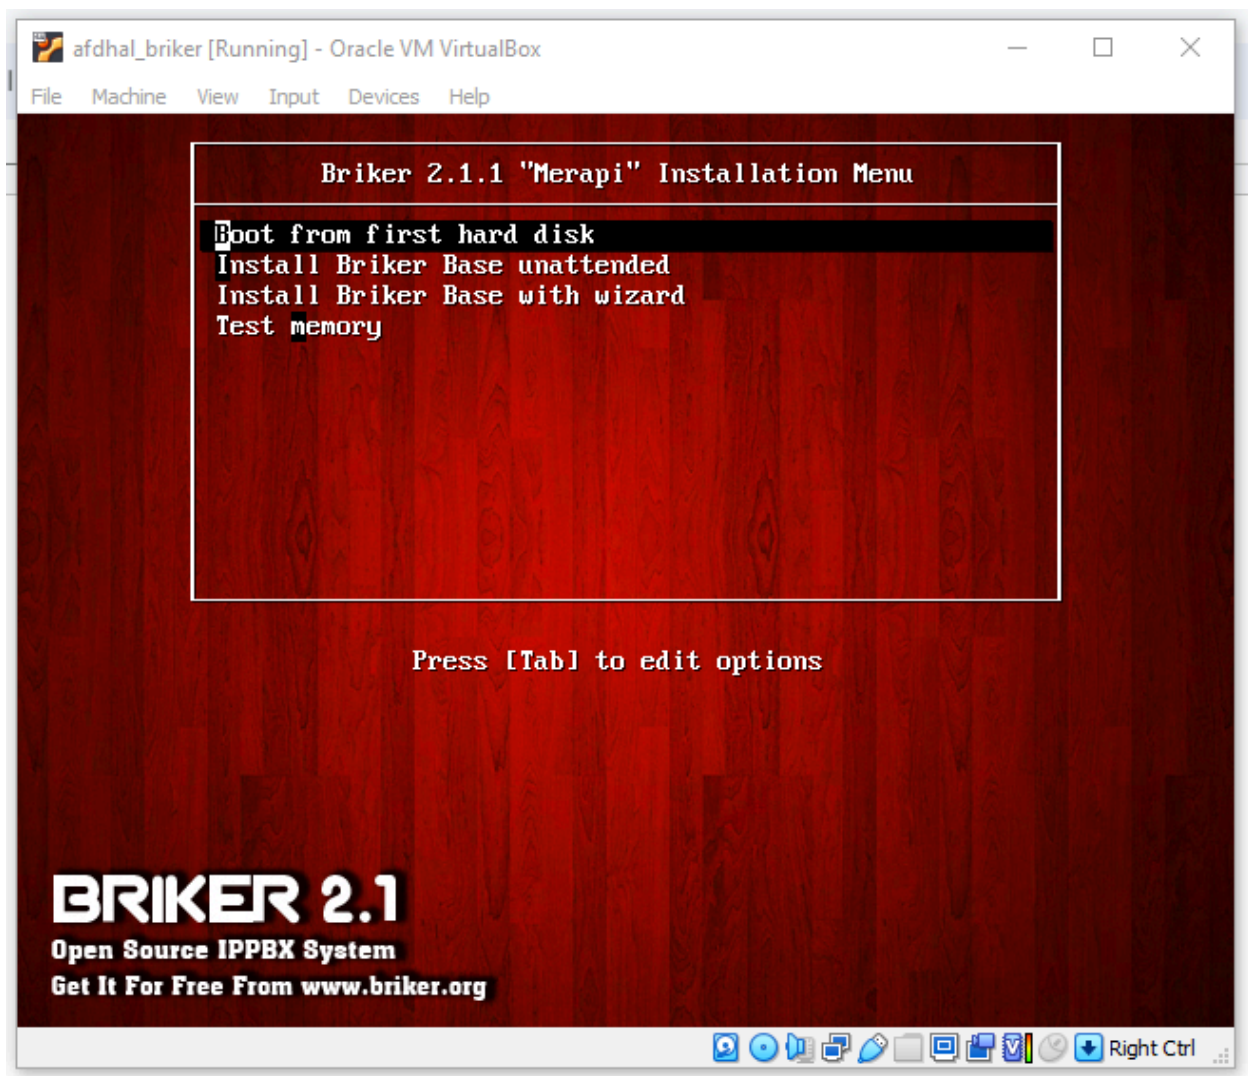 afdhal_briker [Running] - Oracle VM VirtualBox
File Machine View Input Devices Help
Briker 2.1.1 "Merapi" Installation Menu
Boot from first hard disk
Install Briker Base unattended
Install Briker Base with wizard
Test memory
Press [Tab] to edit options
BRIKER 2.1
Open Source IPPBX System
Get It For Free From www.briker.org
Right Ctrl